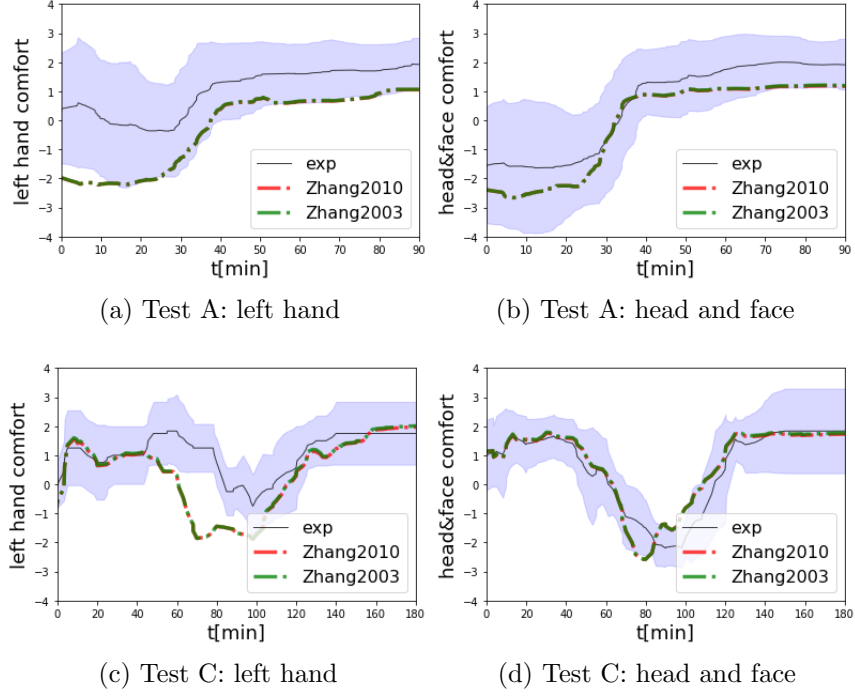 4
3
2
1
0
−1
−2
−3
−4
left hand comfort
exp
Zhang2010
Zhang2003
0 10 20 30 40 50 60 70 80 90
t[min]
(a) Test A: left hand
4
3
2
1
0
−1
−2
−3
−4
head&face comfort
exp
Zhang2010
Zhang2003
0 10 20 30 40 50 60 70 80 90
t[min]
(b) Test A: head and face
4
3
2
1
0
−1
−2
−3
−4
left hand comfort
exp
Zhang2010
Zhang2003
0 20 40 60 80 100 120 140 160 180
t[min]
(c) Test C: left hand
4
3
2
1
0
−1
−2
−3
−4
head&face comfort
exp
Zhang2010
Zhang2003
0 20 40 60 80 100 120 140 160 180
t[min]
(d) Test C: head and face